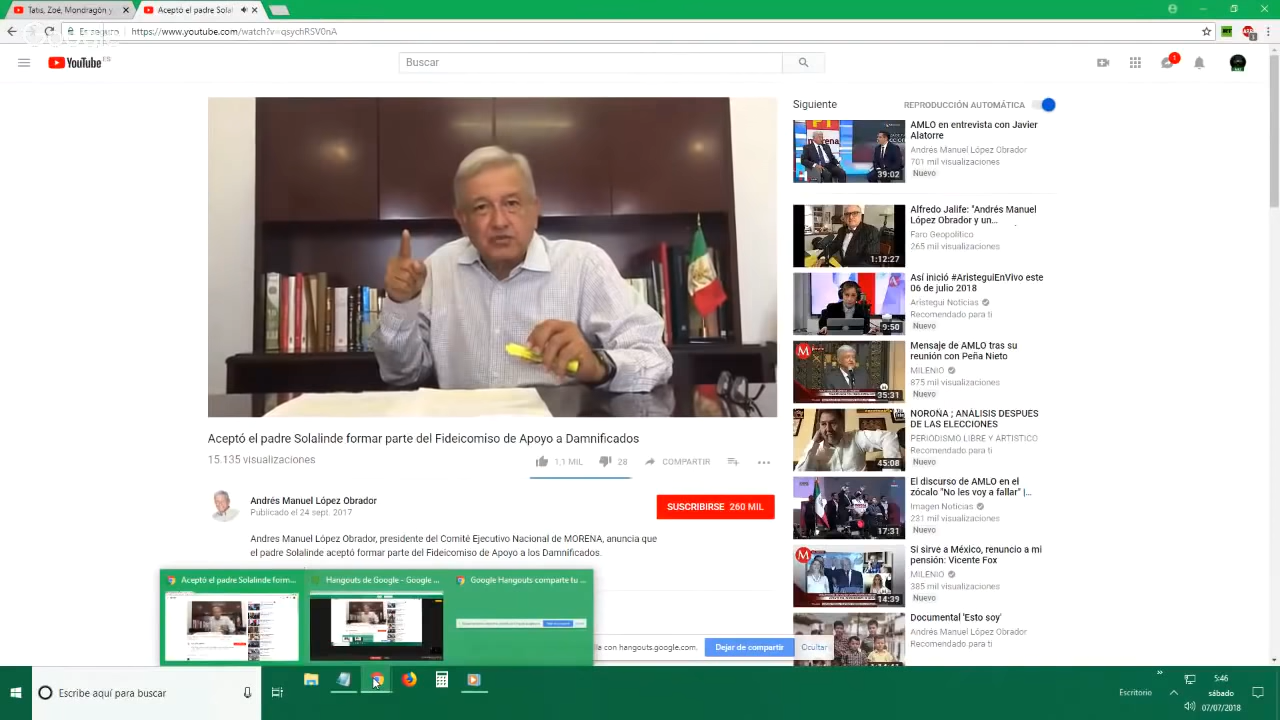 Tatú, Zoé, Mondragón y
Aceptó el padre Solal
https://www.youtube.com/watch?v=qsychRSV0nA
YouTube ES
Buscar
1
Siguiente
REPRODUCCIÓN AUTOMÁTICA
AMLO en entrevista con Javier
Alatorre
Andrés Manuel López Obrador
701 mil visualizaciones
Nuevo
39:02
Alfredo Jalife: "Andrés Manuel
López Obrador y un...
Faro Geopolítico
265 mil visualizaciones
1:12:27
Así inició #AristeguiEnVivo este
06 de julio 2018
Aristegui Noticias
Recomendado para ti
Nuevo
9:50
Mensaje de AMLO tras su
reunión con Peña Nieto
MILENIO
875 mil visualizaciones
Nuevo
35:31
NOROÑA ; ANÁLISIS DESPUES
DE LAS ELECCIONES
PERIODISMO LIBRE Y ARTISTICO
Recomendado para ti
Nuevo
45:08
El discurso de AMLO en el
zócalo "No les voy a fallar" |...
Imagen Noticias
231 mil visualizaciones
Nuevo
17:31
Si sirve a México, renuncio a mi
pensión: Vicente Fox
MILENIO
385 mil visualizaciones
Nuevo
14:39
Documental 'Esto soy'
Andrés Manuel López Obrador
1 mil visualizaciones
Aceptó el padre Solalinde formar parte del Fideicomiso de Apoyo a Damnificados
15.135 visualizaciones
1,1 MIL
28
COMPARTIR
Andrés Manuel López Obrador
Publicado el 24 sept. 2017
SUSCRIBIRSE 260 MIL
Andres Manuel López Obrador, presidente del Comité Ejecutivo Nacional de MORENA, anuncia que
el padre Solalinde aceptó formar parte del Fideicomiso de Apoyo a los Damnificados.
Aceptó el padre Solalinde form...
Hangouts de Google - Google ...
Google Hangouts comparte tu ...
la con hangouts.google.com.
Dejar de compartir
Ocultar
Escribe aquí para buscar
Escritorio
5:46
sábado
07/07/2018